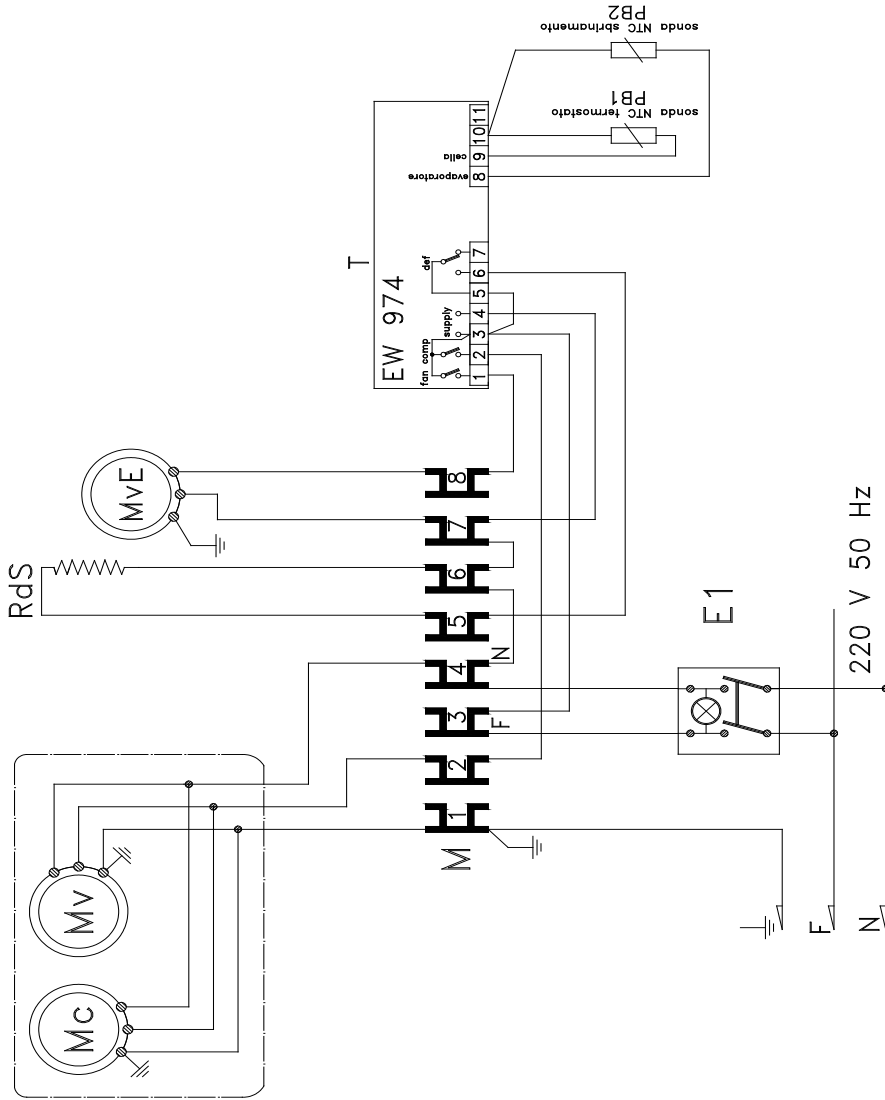 PB2
sonda NTC sbrinamento
PB1
sonda NTC termostato
T
EW 974
evaporatore
cella
8 9 10 11
def
supply
fan comp
1 2 3 4 5 6 7
MvE
RdS
Mv
Mc
M
1 2 3 4 5 6 7 8
F
N
E1
220 V 50 Hz
F
N